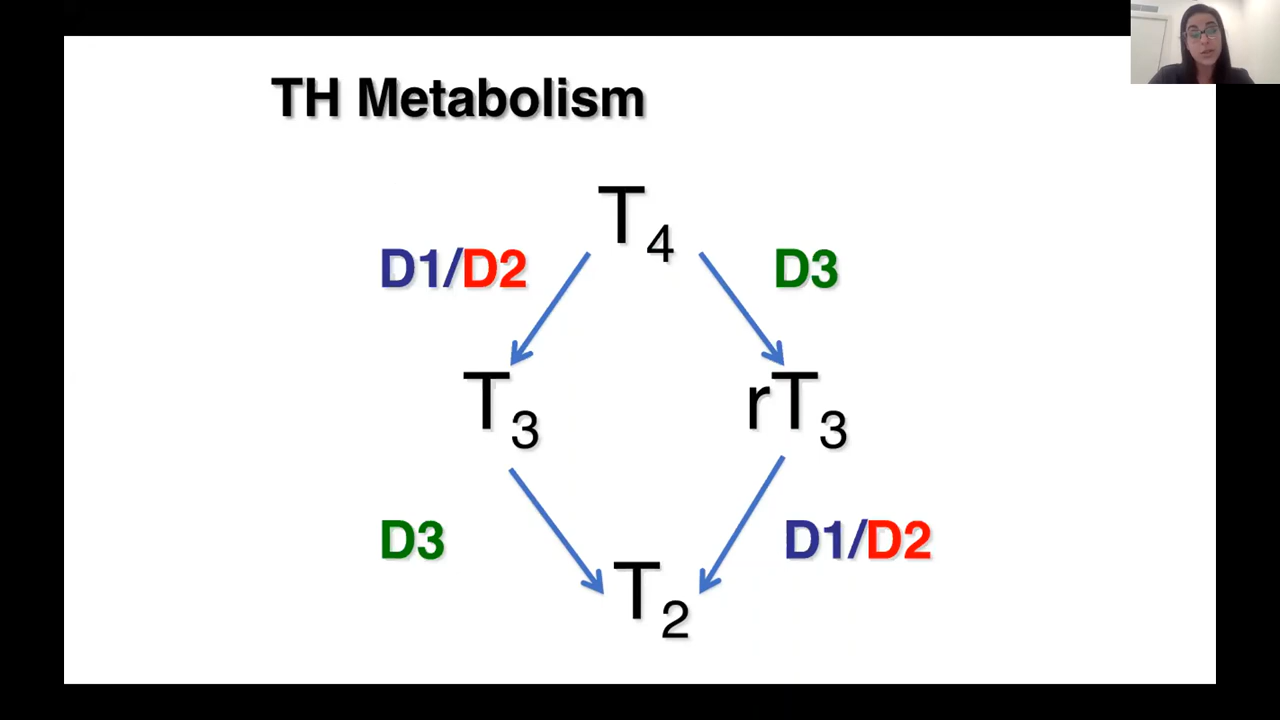 TH Metabolism
T4
D1/D2
D3
T3
rT3
D3
D1/D2
T2